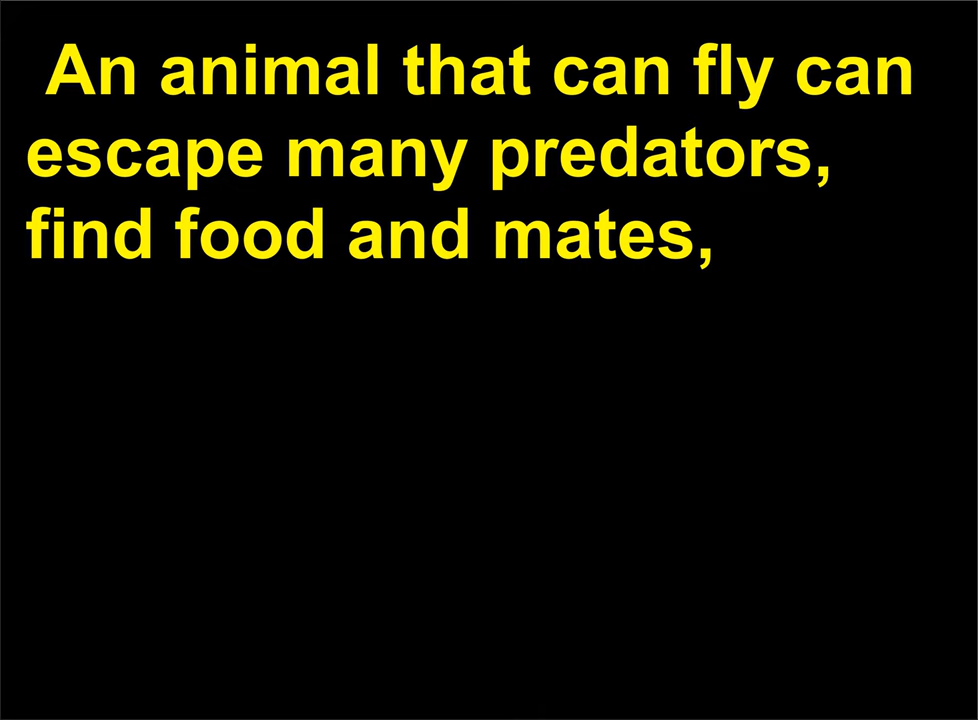 An animal that can fly can
escape many predators,
find food and mates,